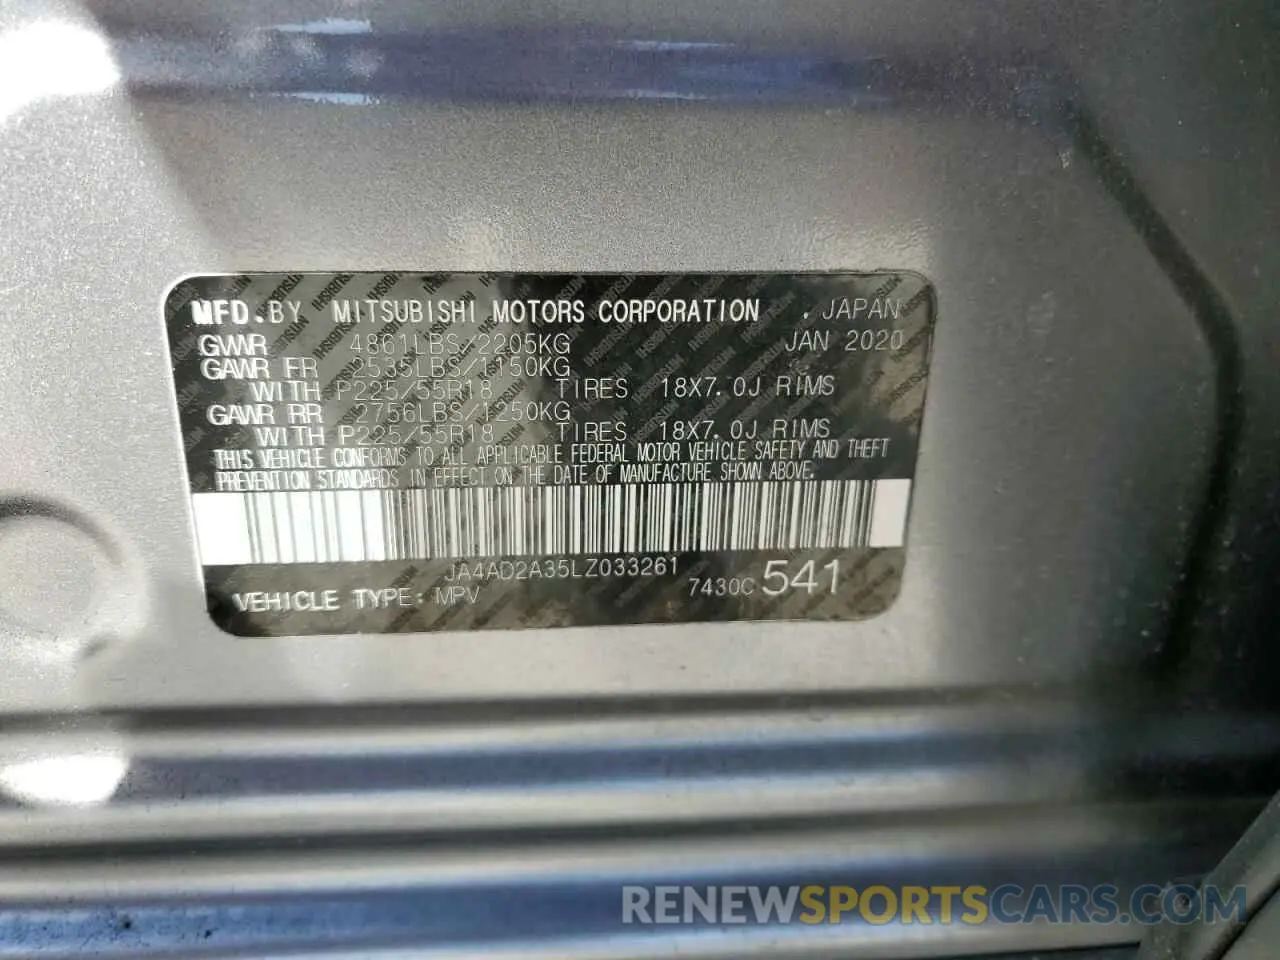 MFD.BY MITSUBISHI MOTORS CORPORATION . JAPAN
GVWR 4861LBS/2205KG JAN 2020
GAWR FR 2535LBS/1150KG
WITH P225/55R18 TIRES 18X7.0J RIMS
GAWR RR 2756LBS/1250KG
WITH P225/55R18 TIRES 18X7.0J RIMS
THIS VEHICLE CONFORMS TO ALL APPLICABLE FEDERAL MOTOR VEHICLE SAFETY AND THEFT
PREVENTION STANDARDS IN EFFECT ON THE DATE OF MANUFACTURE SHOWN ABOVE.
JA4AD2A35LZ033261
VEHICLE TYPE: MPV 7430C 541
RENEWSPORTSCARS.COM